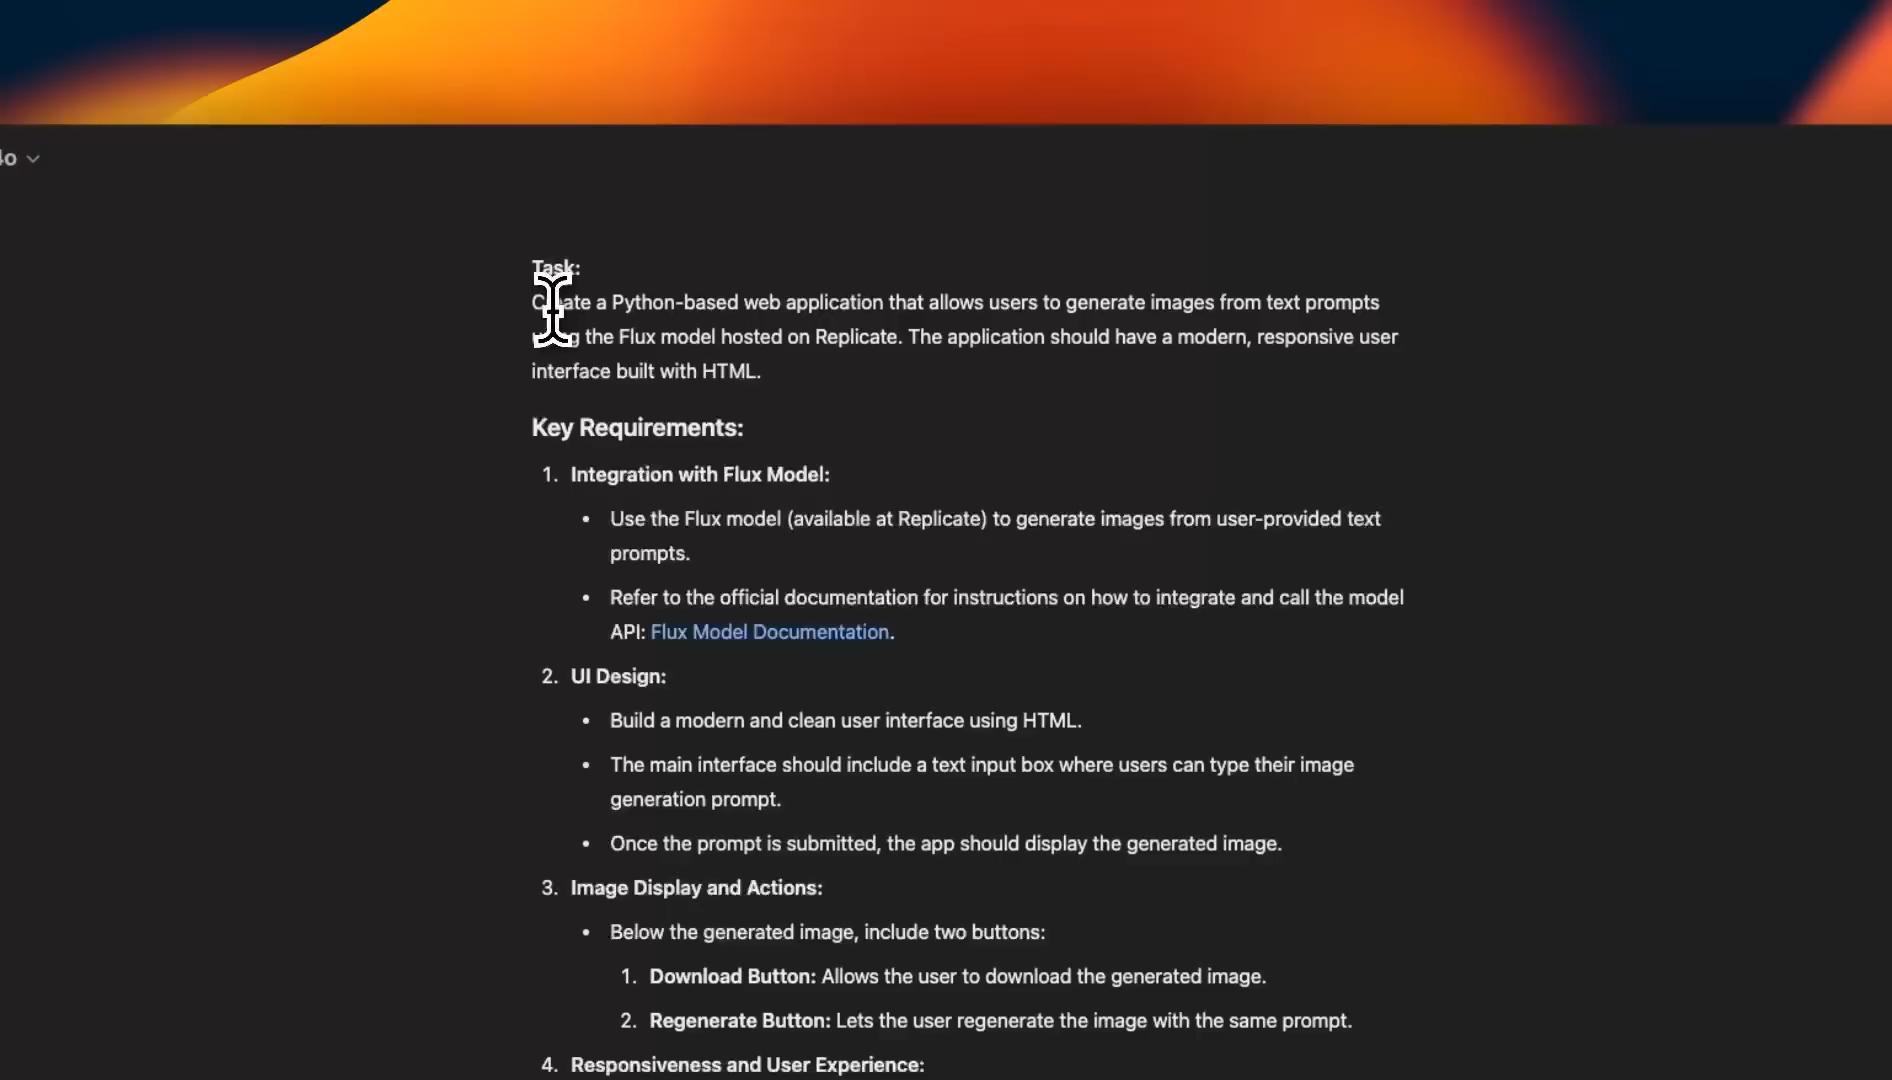 4o
Task:
Create a Python-based web application that allows users to generate images from text prompts
the Flux model hosted on Replicate. The application should have a modern, responsive user
interface built with HTML.
Key Requirements:
1. Integration with Flux Model:
• Use the Flux model (available at Replicate) to generate images from user-provided text
prompts.
• Refer to the official documentation for instructions on how to integrate and call the model
API: Flux Model Documentation.
2. UI Design:
• Build a modern and clean user interface using HTML.
• The main interface should include a text input box where users can type their image
generation prompt.
• Once the prompt is submitted, the app should display the generated image.
3. Image Display and Actions:
• Below the generated image, include two buttons:
1. Download Button: Allows the user to download the generated image.
2. Regenerate Button: Lets the user regenerate the image with the same prompt.
4. Responsiveness and User Experience: